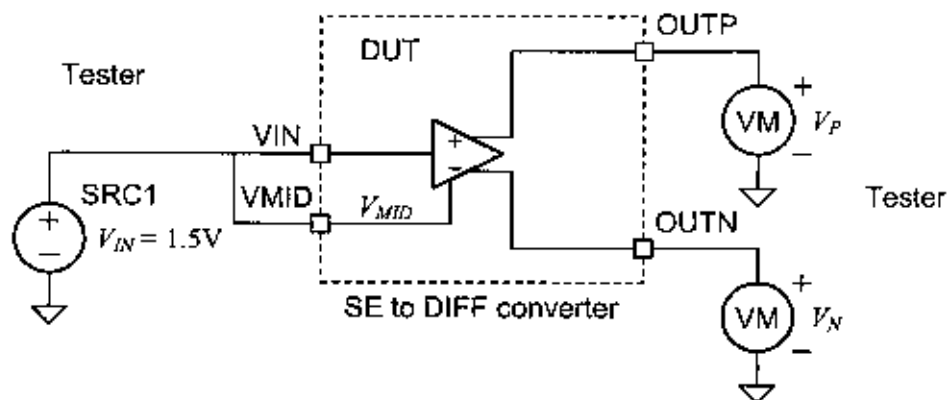 OUTP
DUT
Tester
+
VM
V_P
−
VIN
+
−
VMID
V_MID
SRC1
+
−
V_IN = 1.5V
Tester
OUTN
SE to DIFF converter
+
VM
V_N
−